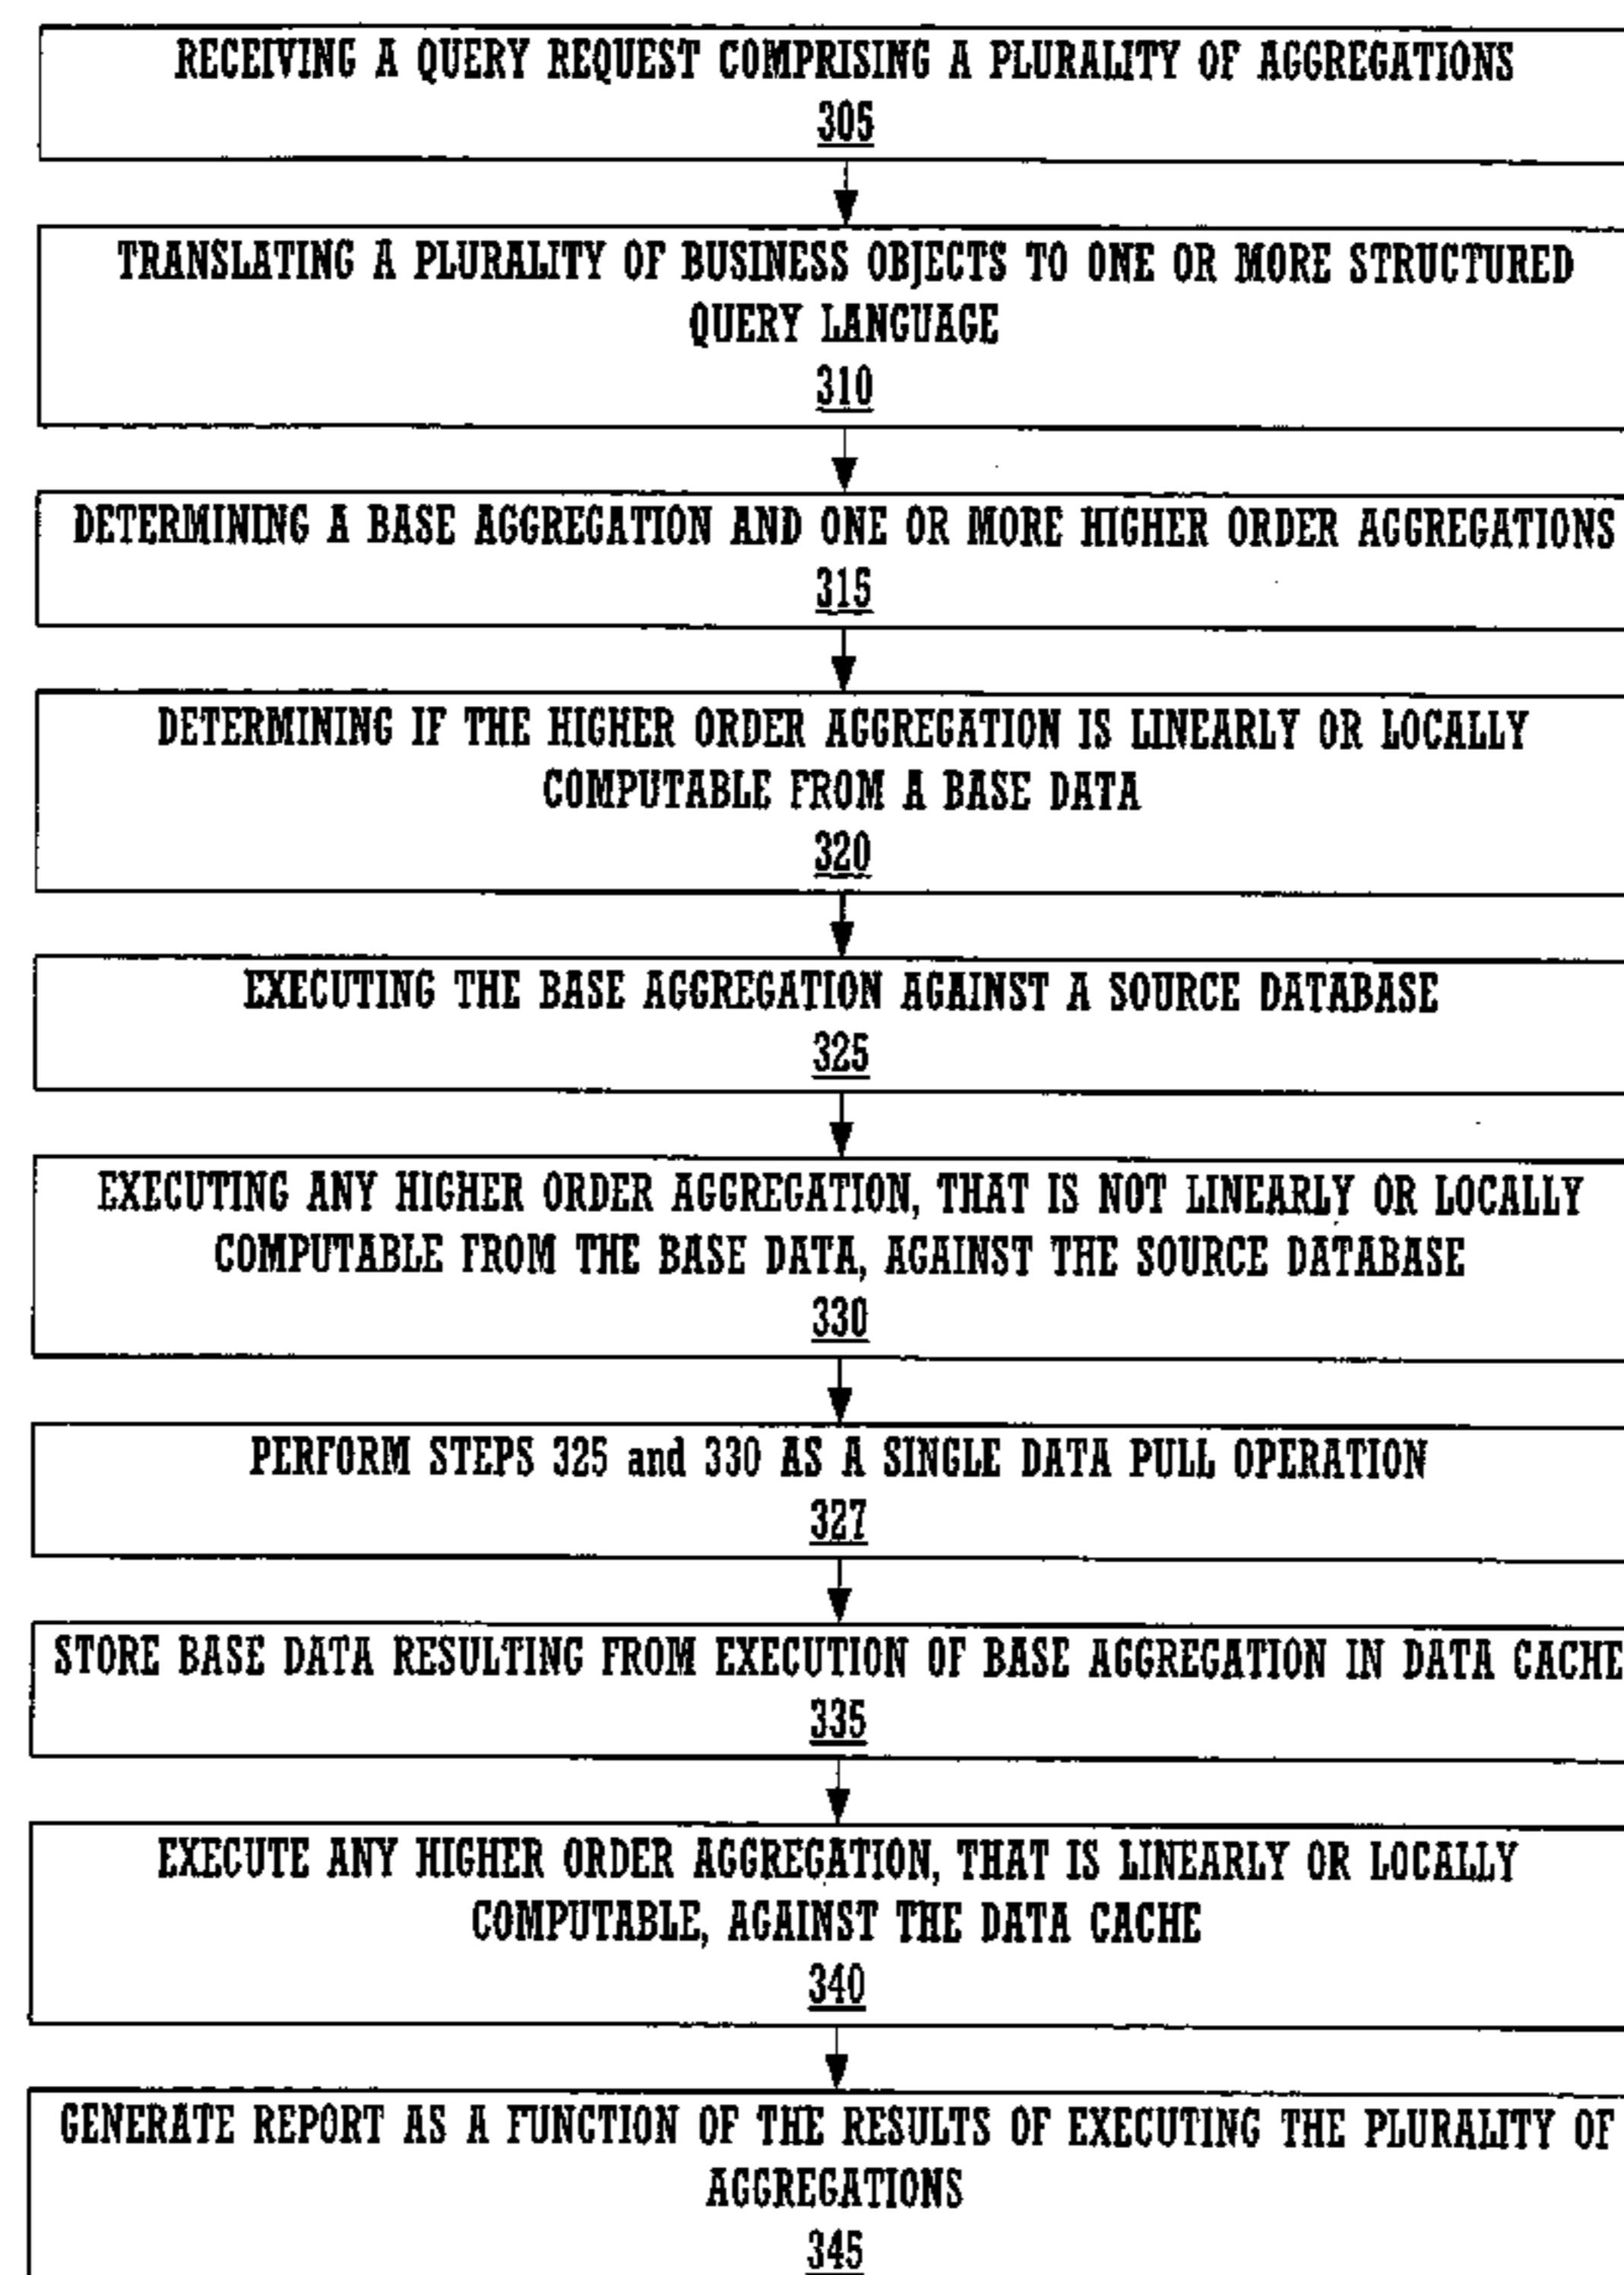 RECEIVING A QUERY REQUEST COMPRISING A PLURALITY OF AGGREGATIONS
305
TRANSLATING A PLURALITY OF BUSINESS OBJECTS TO ONE OR MORE STRUCTURED
QUERY LANGUAGE
310
DETERMINING A BASE AGGREGATION AND ONE OR MORE HIGHER ORDER AGGREGATIONS
315
DETERMINING IF THE HIGHER ORDER AGGREGATION IS LINEARLY OR LOCALLY
COMPUTABLE FROM A BASE DATA
320
EXECUTING THE BASE AGGREGATION AGAINST A SOURCE DATABASE
325
EXECUTING ANY HIGHER ORDER AGGREGATION, THAT IS NOT LINEARLY OR LOCALLY
COMPUTABLE FROM THE BASE DATA, AGAINST THE SOURCE DATABASE
330
PERFORM STEPS 325 and 330 AS A SINGLE DATA PULL OPERATION
327
STORE BASE DATA RESULTING FROM EXECUTION OF BASE AGGREGATION IN DATA CACHE
335
EXECUTE ANY HIGHER ORDER AGGREGATION, THAT IS LINEARLY OR LOCALLY
COMPUTABLE, AGAINST THE DATA CACHE
340
GENERATE REPORT AS A FUNCTION OF THE RESULTS OF EXECUTING THE PLURALITY OF
AGGREGATIONS
345